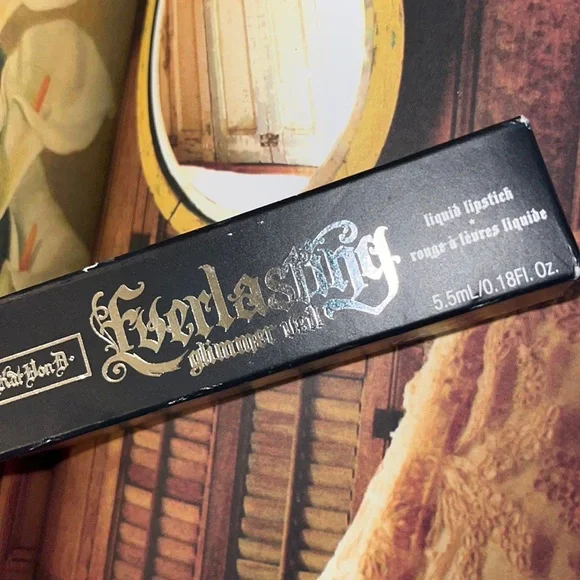 Kat Von D.
Everlasting
glimmer veil
liquid lipstick
•
rouge à lèvres liquide
5.5mL/0.18Fl. Oz.